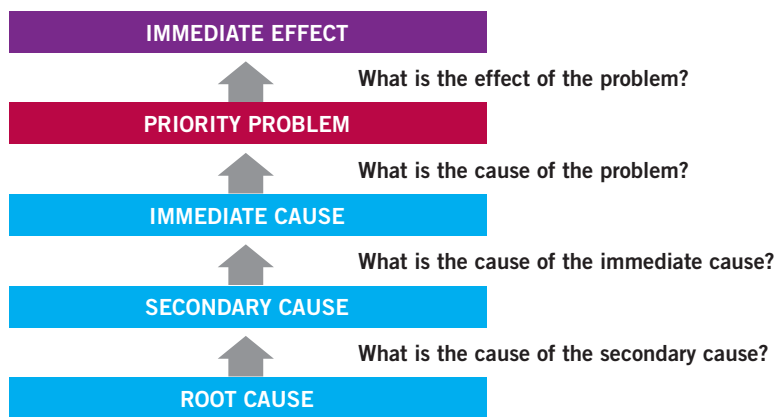 IMMEDIATE EFFECT
What is the effect of the problem?
PRIORITY PROBLEM
What is the cause of the problem?
IMMEDIATE CAUSE
What is the cause of the immediate cause?
SECONDARY CAUSE
What is the cause of the secondary cause?
ROOT CAUSE